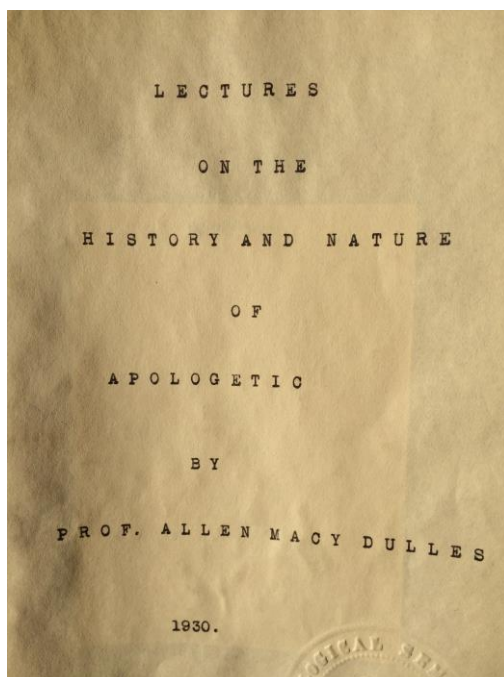 LECTURES
ON THE
HISTORY AND NATURE
OF
APOLOGETIC
BY
PROF. ALLEN MACY DULLES
1930.